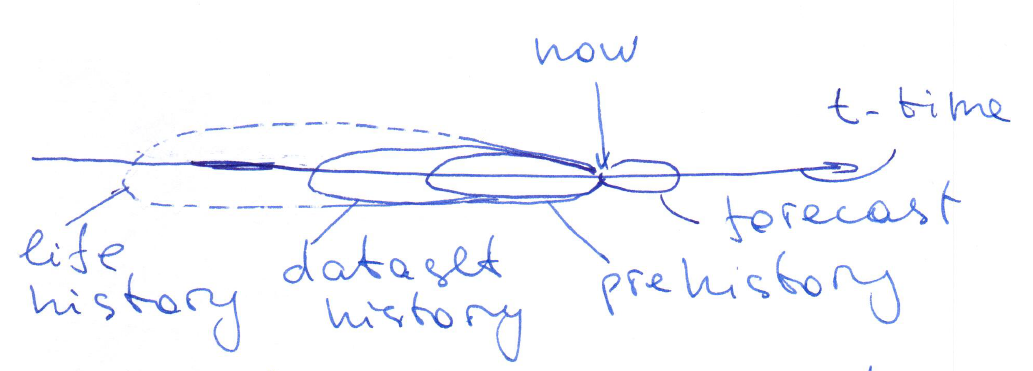 now
t-time
forecast
life
history
dataset
history
prehistory